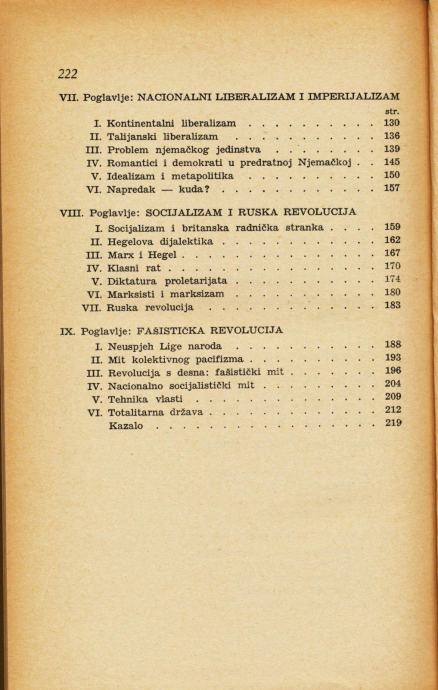 222
VII. Poglavlje: NACIONALNI LIBERALIZAM I IMPERIJALIZAM
str.
I. Kontinentalni liberalizam . . . . . . . . . . 130
II. Talijanski liberalizam . . . . . . . . . . . 136
III. Problem njemačkog jedinstva . . . . . . . . . 139
IV. Romantici i demokrati u predratnoj Njemačkoj . . 145
V. Idealizam i metapolitika . . . . . . . . . . . 150
VI. Napredak — kuda? . . . . . . . . . . . . 157
VIII. Poglavlje: SOCIJALIZAM I RUSKA REVOLUCIJA
I. Socijalizam i britanska radnička stranka . . . . 159
II. Hegelova dijalektika . . . . . . . . . . . . 162
III. Marx i Hegel . . . . . . . . . . . . . . . 167
IV. Klasni rat . . . . . . . . . . . . . . . . 170
V. Diktatura proletarijata . . . . . . . . . . . 174
VI. Marksisti i marksizam . . . . . . . . . . . 180
VII. Ruska revolucija . . . . . . . . . . . . . 183
IX. Poglavlje: FAŠISTIČKA REVOLUCIJA
I. Neuspjeh Lige naroda . . . . . . . . . . . 188
II. Mit kolektivnog pacifizma . . . . . . . . . . 193
III. Revolucija s desna: fašistički mit . . . . . . . 196
IV. Nacionalno socijalistički mit . . . . . . . . . 204
V. Tehnika vlasti . . . . . . . . . . . . . . 209
VI. Totalitarna država . . . . . . . . . . . . . 212
Kazalo . . . . . . . . . . . . . . . . . 219